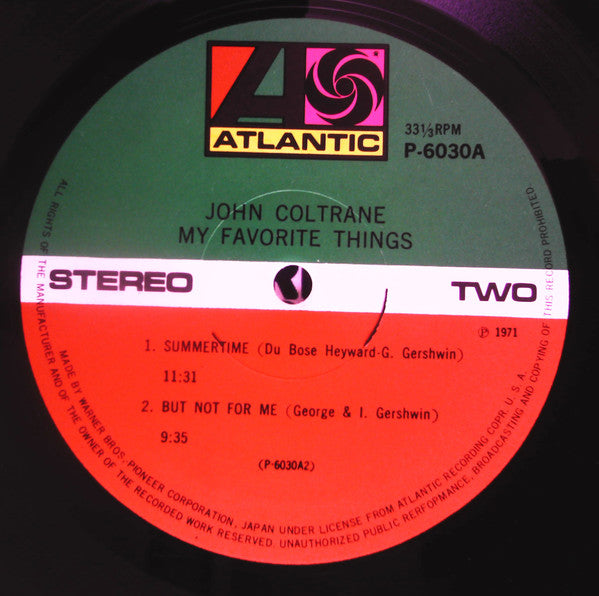 ATLANTIC
®
33⅓RPM
P-6030A
JOHN COLTRANE
MY FAVORITE THINGS
STEREO
TWO
℗ 1971
1. SUMMERTIME (Du Bose Heyward-G. Gershwin)
11:31
2. BUT NOT FOR ME (George & I. Gershwin)
9:35
(P-6030A2)
ALL RIGHTS OF THE MANUFACTURER AND OF THE OWNER OF THE RECORDED WORK RESERVED. UNAUTHORIZED PUBLIC RERFOPMANCE, BROADCASTING AND COPYING OF THIS RECORD PROHIBITED
MADE BY WARNER BROS.-PIONEER CORPORATION, JAPAN UNDER LICENSE FROM ATLANTIC RECORDING COPR. U. S. A.